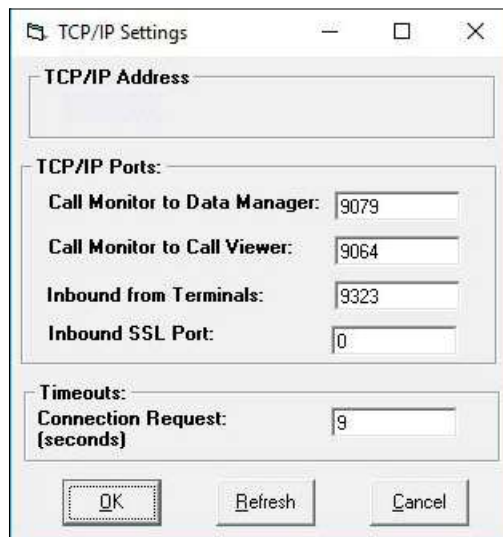 TCP/IP Settings
TCP/IP Address
TCP/IP Ports:
Call Monitor to Data Manager: 9079
Call Monitor to Call Viewer: 9064
Inbound from Terminals: 9323
Inbound SSL Port: 0
Timeouts:
Connection Request: 9
(seconds)
OK Refresh Cancel